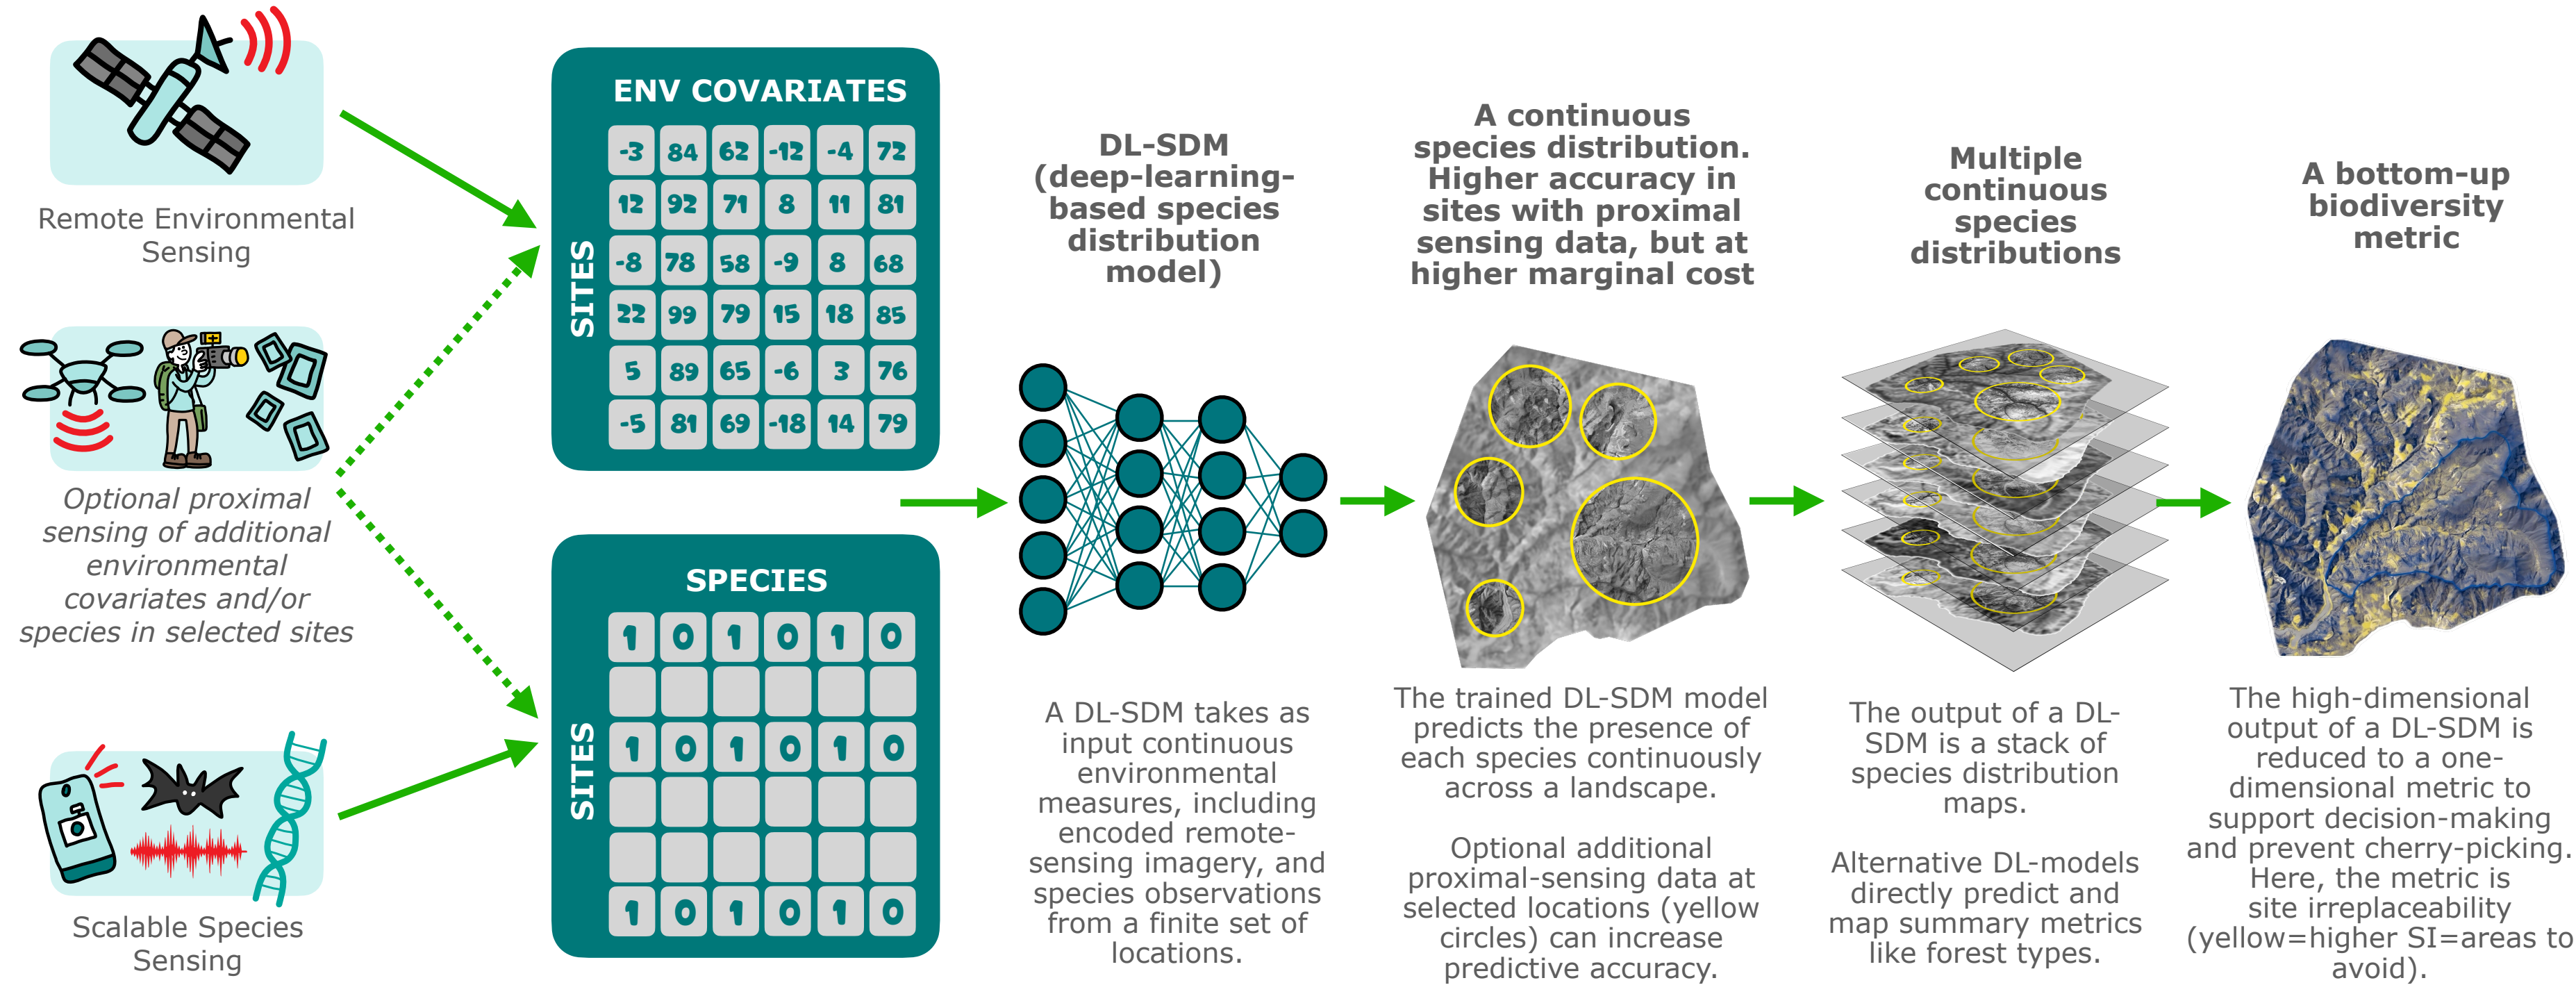 Remote Environmental
Sensing
Optional proximal
sensing of additional
environmental
covariates and/or
species in selected sites
Scalable Species
Sensing
ENV COVARIATES
SITES
-3 84 62 -12 -4 72
12 92 71 8 11 81
-8 78 58 -9 8 68
22 99 79 15 18 85
5 89 65 -6 3 76
-5 81 69 -18 14 79
SPECIES
SITES
1 0 1 0 1 0
1 0 1 0 1 0
1 0 1 0 1 0
DL-SDM
(deep-learning-
based species
distribution
model)
A DL-SDM takes as
input continuous
environmental
measures, including
encoded remote-
sensing imagery, and
species observations
from a finite set of
locations.
A continuous
species distribution.
Higher accuracy in
sites with proximal
sensing data, but at
higher marginal cost
The trained DL-SDM model
predicts the presence of
each species continuously
across a landscape.
Optional additional
proximal-sensing data at
selected locations (yellow
circles) can increase
predictive accuracy.
Multiple
continuous
species
distributions
The output of a DL-
SDM is a stack of
species distribution
maps.
Alternative DL-models
directly predict and
map summary metrics
like forest types.
A bottom-up
biodiversity
metric
The high-dimensional
output of a DL-SDM is
reduced to a one-
dimensional metric to
support decision-making
and prevent cherry-picking.
Here, the metric is
site irreplaceability
(yellow=higher SI=areas to
avoid).